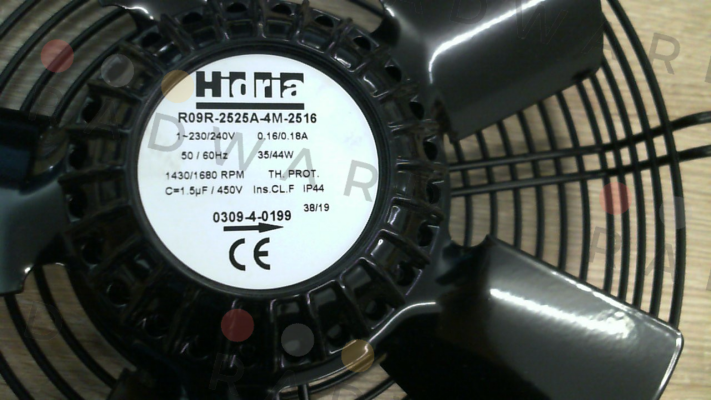 Hidria
R09R-2525A-4M-2516
1~230/240V 0.16/0.18A
50 / 60Hz 35/44W
1430/1680 RPM TH. PROT.
C=1.5µF / 450V Ins.CL.F IP44
38/19
0309-4-0199
CE